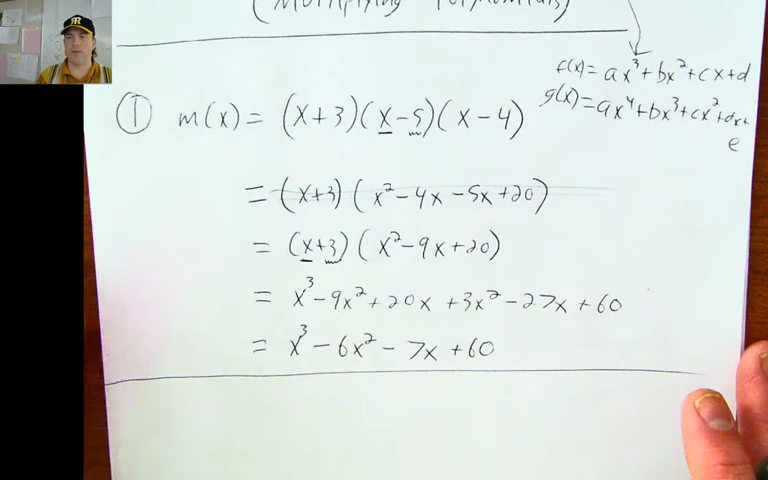 (Multiplying Polynomials)
f(x) = ax³ + bx² + cx + d
g(x) = ax⁴ + bx³ + cx² + dx +
e
① m(x) = (x+3)(x-5)(x-4)
= (x+3)(x²-4x-5x+20)
= (x+3)(x²-9x+20)
= x³-9x²+20x+3x²-27x+60
= x³-6x²-7x+60